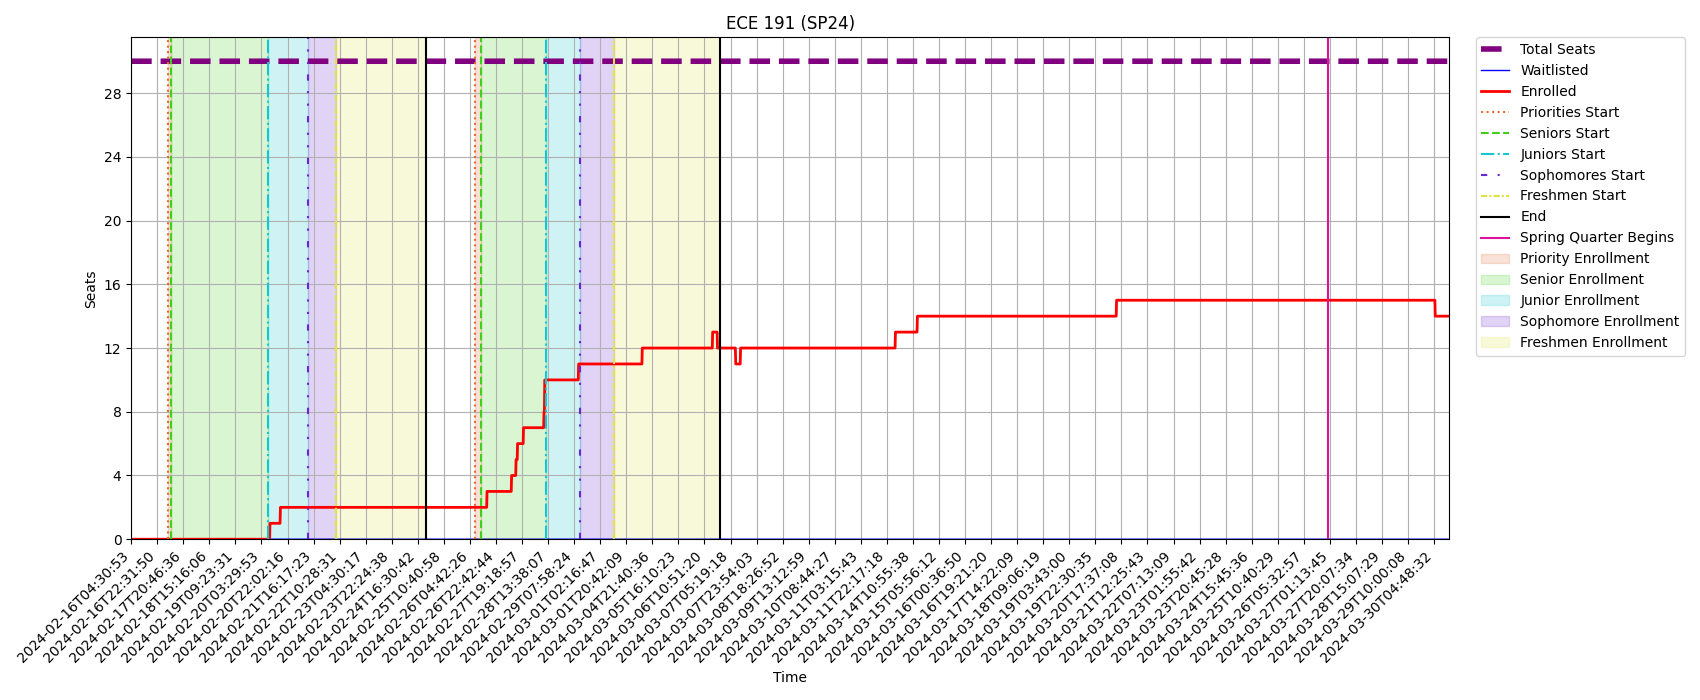 ECE 191 (SP24)
Total Seats
Waitlisted
Enrolled
Priorities Start
Seniors Start
Juniors Start
Sophomores Start
Freshmen Start
End
Spring Quarter Begins
Priority Enrollment
Senior Enrollment
Junior Enrollment
Sophomore Enrollment
Freshmen Enrollment
Seats
28
24
20
16
12
8
4
0
2024-02-16T04:30:53
2024-02-16T22:31:50
2024-02-17T20:46:36
2024-02-18T15:16:06
2024-02-19T09:23:31
2024-02-20T03:29:53
2024-02-20T22:02:16
2024-02-21T16:17:23
2024-02-22T10:28:31
2024-02-23T04:30:17
2024-02-23T22:24:38
2024-02-24T16:30:42
2024-02-25T10:40:58
2024-02-26T04:42:26
2024-02-26T22:42:44
2024-02-27T19:18:57
2024-02-28T13:38:07
2024-02-29T07:58:24
2024-03-01T02:16:47
2024-03-01T20:42:09
2024-03-04T21:40:36
2024-03-05T16:10:23
2024-03-06T10:51:20
2024-03-07T05:19:18
2024-03-07T23:54:03
2024-03-08T18:26:52
2024-03-09T13:12:59
2024-03-10T08:44:27
2024-03-11T03:15:43
2024-03-11T22:17:18
2024-03-14T10:55:38
2024-03-15T05:56:12
2024-03-16T00:36:50
2024-03-16T19:21:20
2024-03-17T14:22:09
2024-03-18T09:06:19
2024-03-19T03:43:00
2024-03-19T22:30:35
2024-03-20T17:37:08
2024-03-21T12:25:43
2024-03-22T07:13:09
2024-03-23T01:55:42
2024-03-23T20:45:28
2024-03-24T15:45:36
2024-03-25T10:40:29
2024-03-26T05:32:57
2024-03-27T01:13:45
2024-03-27T20:07:34
2024-03-28T15:07:29
2024-03-29T10:00:08
2024-03-30T04:48:32
Time